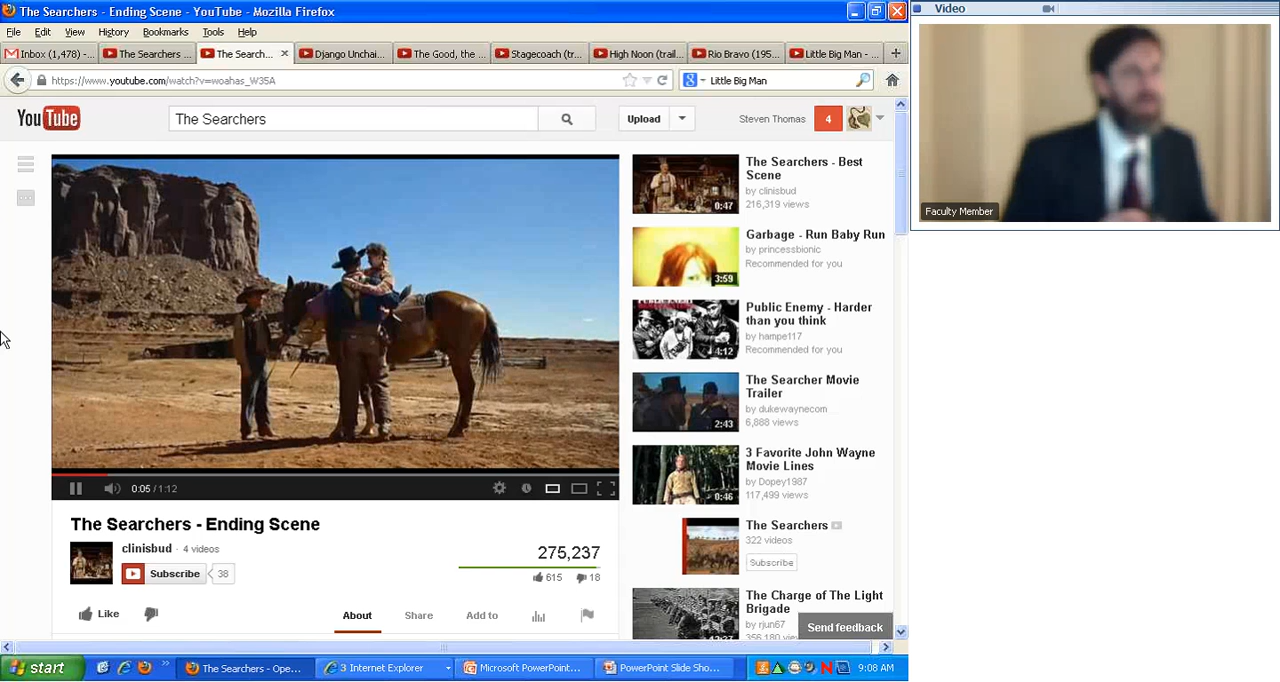 The Searchers - Ending Scene - YouTube - Mozilla Firefox
File Edit View History Bookmarks Tools Help
Inbox (1,478) -... The Searchers ... The Search... Django Unchai... The Good, the ... Stagecoach (tr... High Noon (trail... Rio Bravo (195... Little Big Man - ...
https://www.youtube.com/watch?v=woahas_W35A
Little Big Man
YouTube
The Searchers
Upload
Steven Thomas
4
The Searchers - Best
Scene
by clinisbud
216,319 views
0:47
Garbage - Run Baby Run
by princessbionic
Recommended for you
3:59
Public Enemy - Harder
than you think
by hampe117
Recommended for you
4:12
The Searcher Movie
Trailer
by dukewaynecom
6,888 views
2:43
3 Favorite John Wayne
Movie Lines
by Dopey1987
117,499 views
0:46
The Searchers
322 videos
Subscribe
The Charge of The Light
Brigade
by rjun67
356,180 views
Send feedback
0:05 / 1:12
The Searchers - Ending Scene
clinisbud · 4 videos
Subscribe 38
275,237
615 18
Like
About Share Add to
start
The Searchers - Ope...
3 Internet Explorer
Microsoft PowerPoint...
PowerPoint Slide Sho...
9:08 AM
Video
Faculty Member